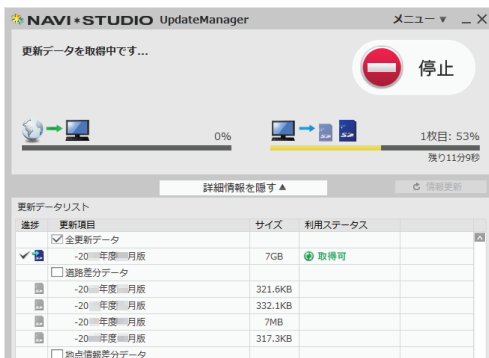 NAVI*STUDIO UpdateManager メニュー ▼ _ X
更新データを取得中です...
停止
0%
1枚目: 53%
残り11分9秒
詳細情報を隠す▲
情報更新
更新データリスト
進捗 更新項目 サイズ 利用ステータス
全更新データ
-20 年度 月版 7GB 取得可
道路差分データ
-20 年度 月版 321.6KB
-20 年度 月版 332.1KB
-20 年度 月版 7MB
-20 年度 月版 317.3KB
地点情報差分データ